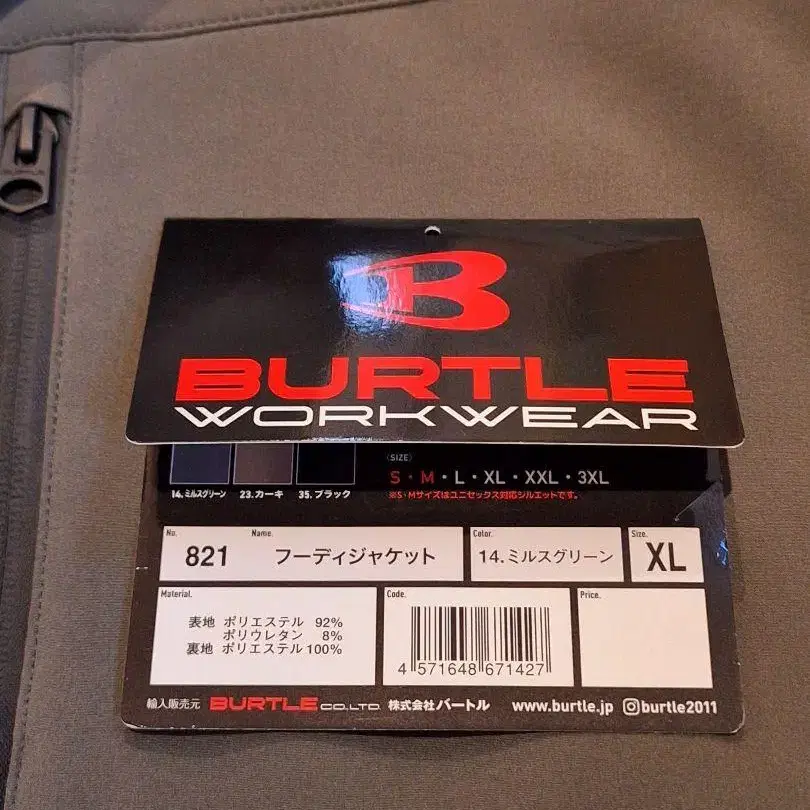 B
BURTLE
WORKWEAR
〈SIZE〉
S・M・L・XL・XXL・3XL
※S・Mサイズはユニセックス対応シルエットです。
14.ミルスグリーン 23.カーキ 35.ブラック
No. 821 Name. フーディジャケット Color. 14.ミルスグリーン Size. XL
Material. Code. Price.
表地 ポリエステル 92%
ポリウレタン 8%
裏地 ポリエステル 100%
4 571648 671427
輸入販売元 BURTLE CO.LTD. 株式会社バートル www.burtle.jp burtle2011